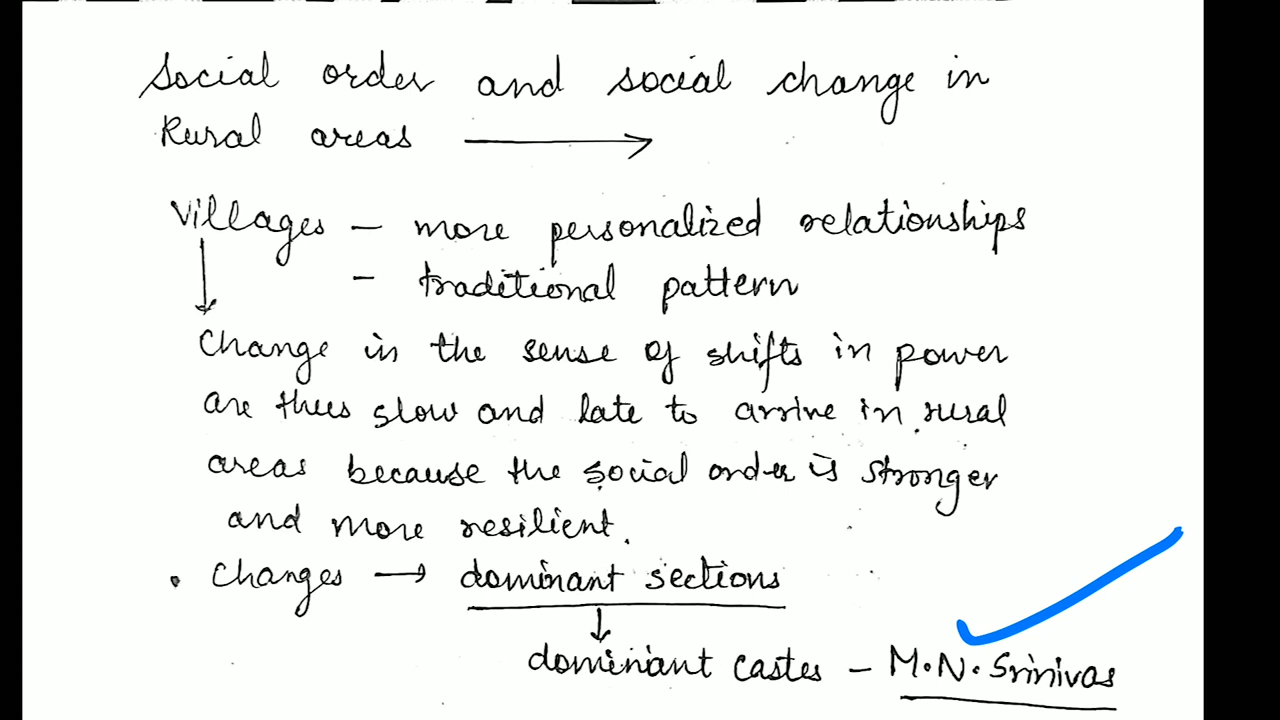 Social order and social change in
Rural areas →
Villages - more personalized relationships
- traditional pattern
Change in the sense of shifts in power
are thus slow and late to arrive in rural
areas because the social order is stronger
and more resilient.
• Changes → dominant sections
dominant castes - M.N. Srinivas